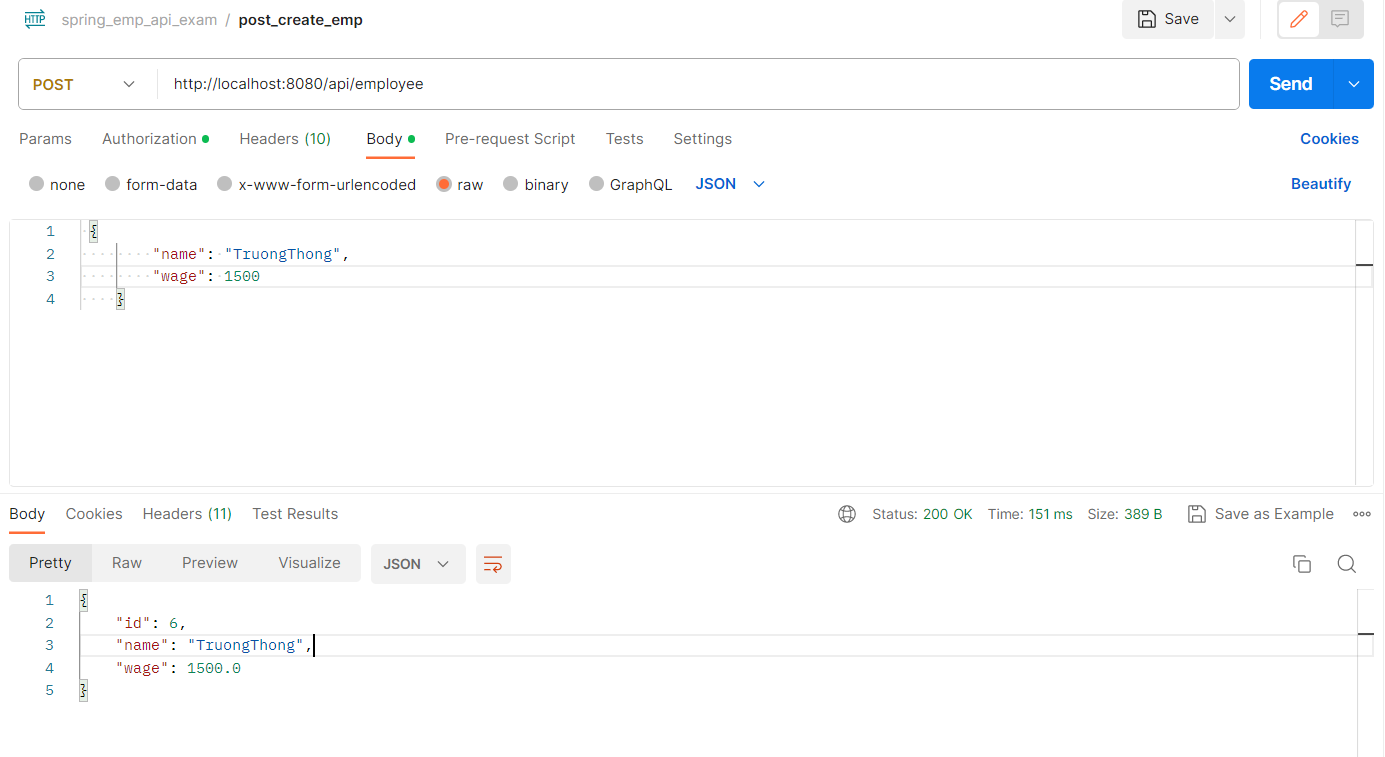 HTTP spring_emp_api_exam / post_create_emp Save
POST http://localhost:8080/api/employee Send
Params Authorization Headers (10) Body Pre-request Script Tests Settings Cookies
none form-data x-www-form-urlencoded raw binary GraphQL JSON Beautify
1 {
2 "name": "TruongThong",
3 "wage": 1500
4 }
Body Cookies Headers (11) Test Results Status: 200 OK Time: 151 ms Size: 389 B Save as Example
Pretty Raw Preview Visualize JSON
1 {
2 "id": 6,
3 "name": "TruongThong",
4 "wage": 1500.0
5 }